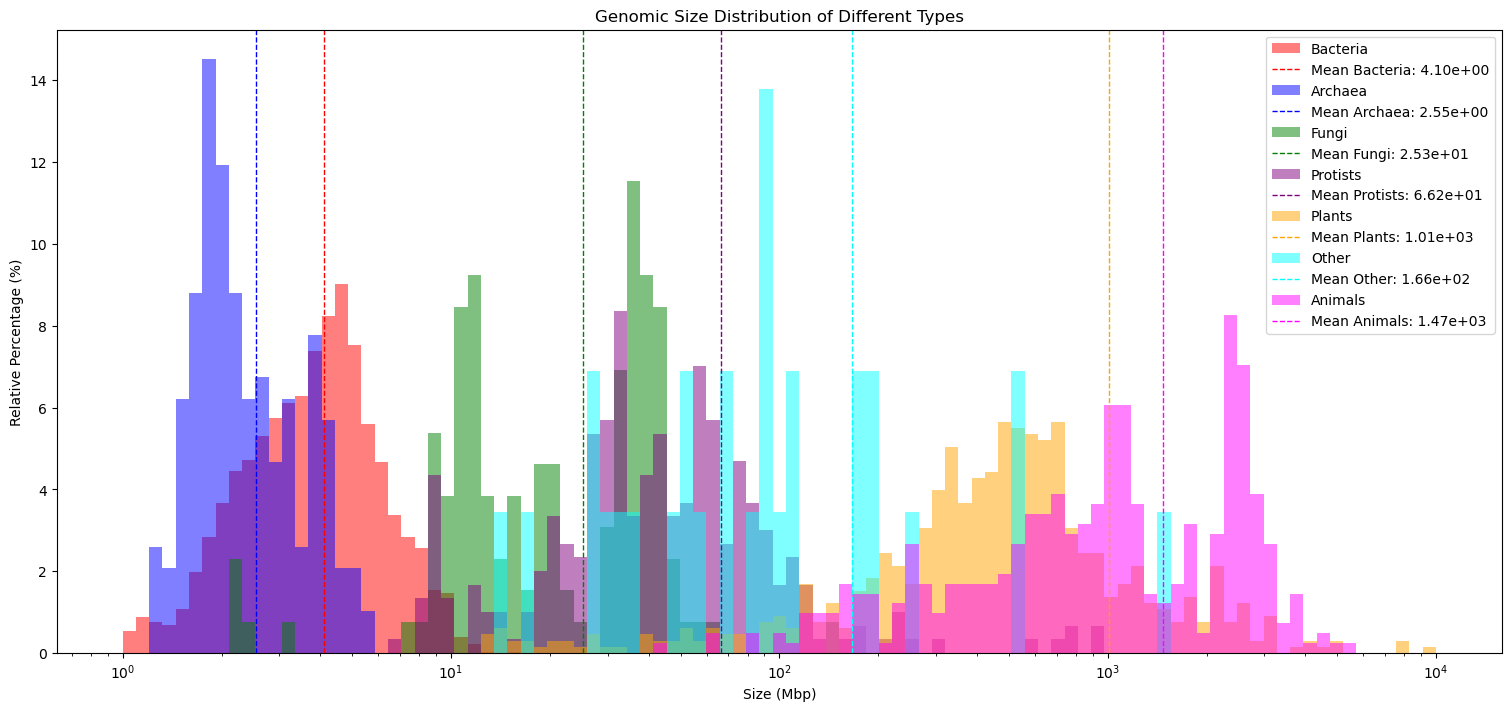 Genomic Size Distribution of Different Types
Relative Percentage (%)
14
12
10
8
6
4
2
0
10⁰
10¹
10²
10³
10⁴
Size (Mbp)
Bacteria
Mean Bacteria: 4.10e+00
Archaea
Mean Archaea: 2.55e+00
Fungi
Mean Fungi: 2.53e+01
Protists
Mean Protists: 6.62e+01
Plants
Mean Plants: 1.01e+03
Other
Mean Other: 1.66e+02
Animals
Mean Animals: 1.47e+03